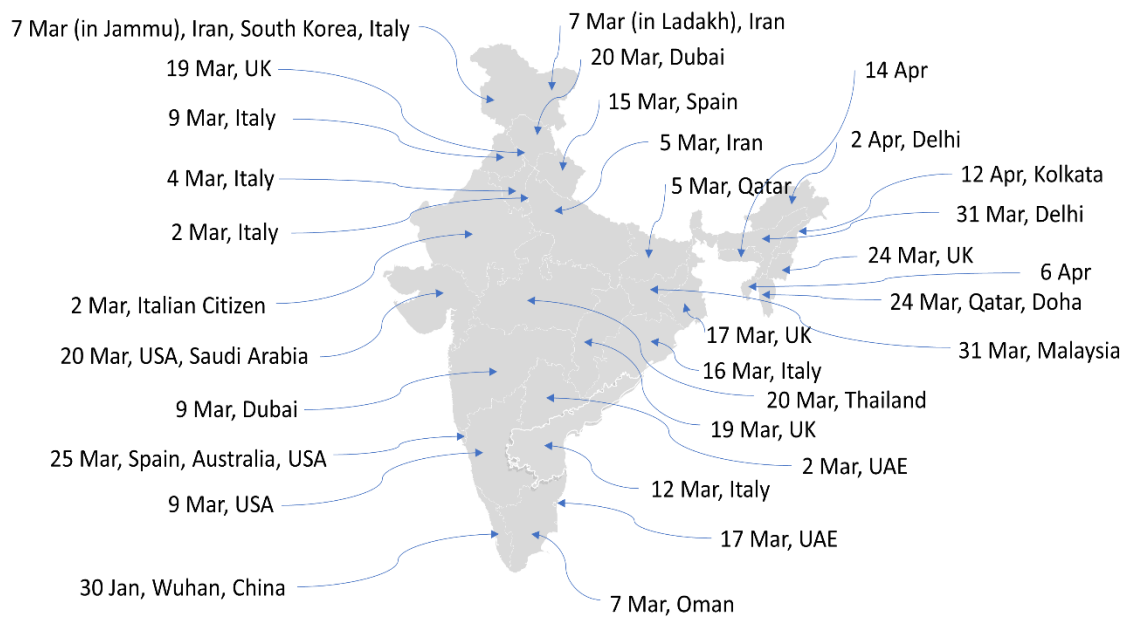 7 Mar (in Jammu), Iran, South Korea, Italy
7 Mar (in Ladakh), Iran
20 Mar, Dubai
19 Mar, UK
14 Apr
15 Mar, Spain
9 Mar, Italy
5 Mar, Iran
2 Apr, Delhi
4 Mar, Italy
5 Mar, Qatar
12 Apr, Kolkata
31 Mar, Delhi
2 Mar, Italy
24 Mar, UK
6 Apr
2 Mar, Italian Citizen
24 Mar, Qatar, Doha
17 Mar, UK
20 Mar, USA, Saudi Arabia
31 Mar, Malaysia
16 Mar, Italy
20 Mar, Thailand
9 Mar, Dubai
19 Mar, UK
25 Mar, Spain, Australia, USA
2 Mar, UAE
12 Mar, Italy
9 Mar, USA
17 Mar, UAE
30 Jan, Wuhan, China
7 Mar, Oman